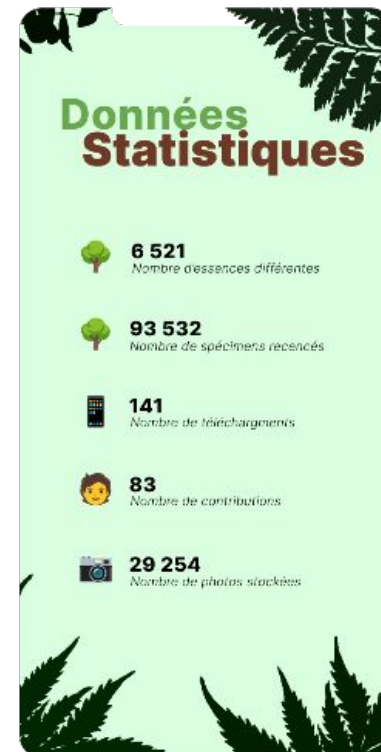 Données
Statistiques
6 521
Nombre d'essences différentes
93 532
Nombre de spécimens recencés
141
Nombre de téléchargments
83
Nombre de contributions
29 254
Nombre de photos stockées